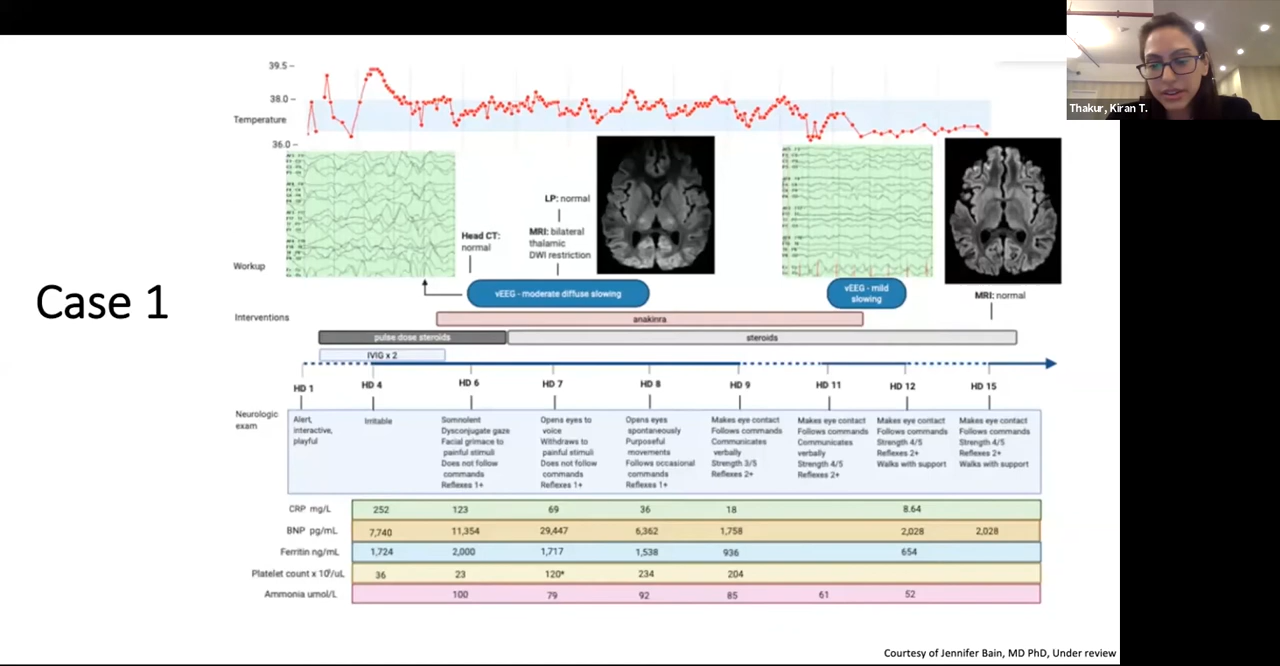 Thakur, Kiran T.
39.5
38.0
Temperature
36.0
LP: normal
Head CT:
normal
MRI: bilateral
thalamic
DWI restriction
Workup
vEEG - moderate diffuse slowing
vEEG - mild
slowing
MRI: normal
Case 1
Interventions
anakinra
pulse dose steroids
steroids
IVIG x 2
HD 1 HD 4 HD 6 HD 7 HD 8 HD 9 HD 11 HD 12 HD 15
Neurologic
exam
Alert,
interactive,
playful
Irritable
Somnolent
Dysconjugate gaze
Facial grimace to
painful stimuli
Does not follow
commands
Reflexes 1+
Opens eyes to
voice
Withdraws to
painful stimuli
Does not follow
commands
Reflexes 1+
Opens eyes
spontaneously
Purposeful
movements
Follows occasional
commands
Reflexes 1+
Makes eye contact
Follows commands
Communicates
verbally
Strength 3/5
Reflexes 2+
Makes eye contact
Follows commands
Communicates
verbally
Strength 4/5
Reflexes 2+
Makes eye contact
Follows commands
Strength 4/5
Reflexes 2+
Walks with support
Makes eye contact
Follows commands
Strength 4/5
Reflexes 2+
Walks with support
CRP mg/L 252 123 69 36 18 8.64
BNP pg/mL 7,740 11,354 29,447 6,362 1,758 2,028 2,028
Ferritin ng/mL 1,724 2,000 1,717 1,538 936 654
Platelet count x 36 23 120* 234 204
Ammonia umol/L 100 79 92 85 61 52
Courtesy of Jennifer Bain, MD PhD, Under review